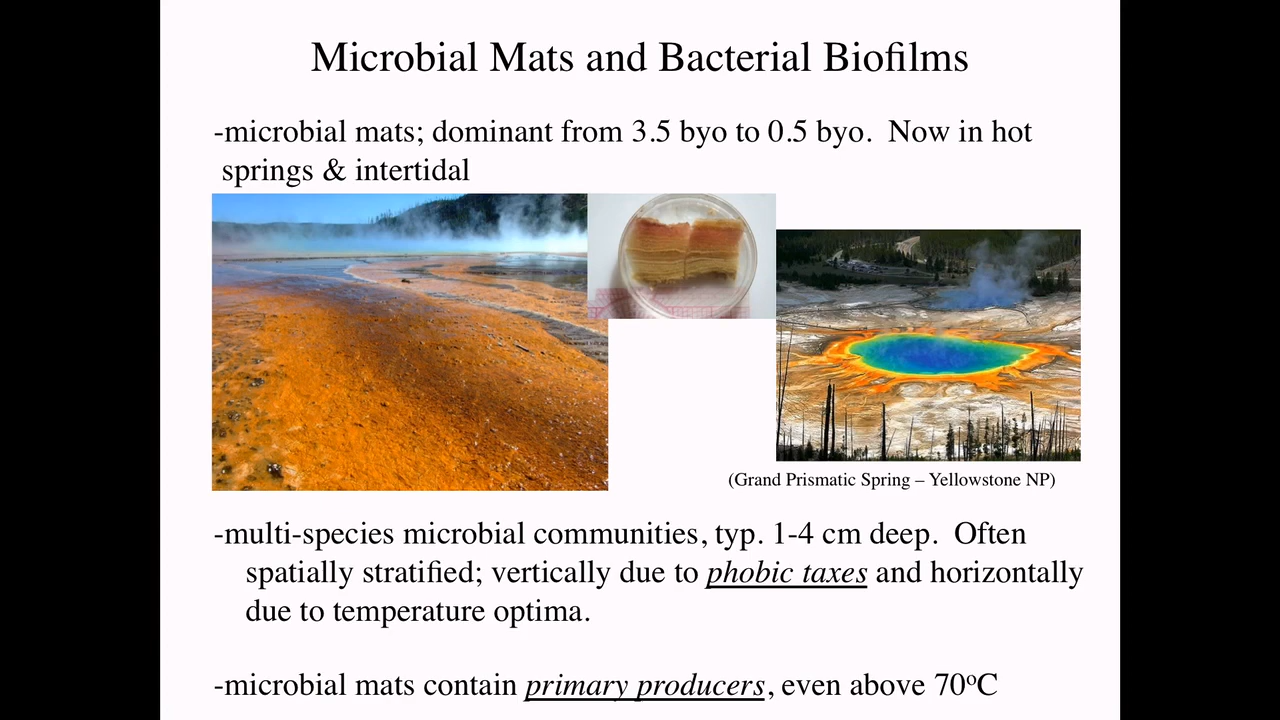 Microbial Mats and Bacterial Biofilms
-microbial mats; dominant from 3.5 byo to 0.5 byo.  Now in hot
springs & intertidal
(Grand Prismatic Spring – Yellowstone NP)
-multi-species microbial communities, typ. 1-4 cm deep.  Often
spatially stratified; vertically due to phobic taxes and horizontally
due to temperature optima.
-microbial mats contain primary producers, even above 70ºC